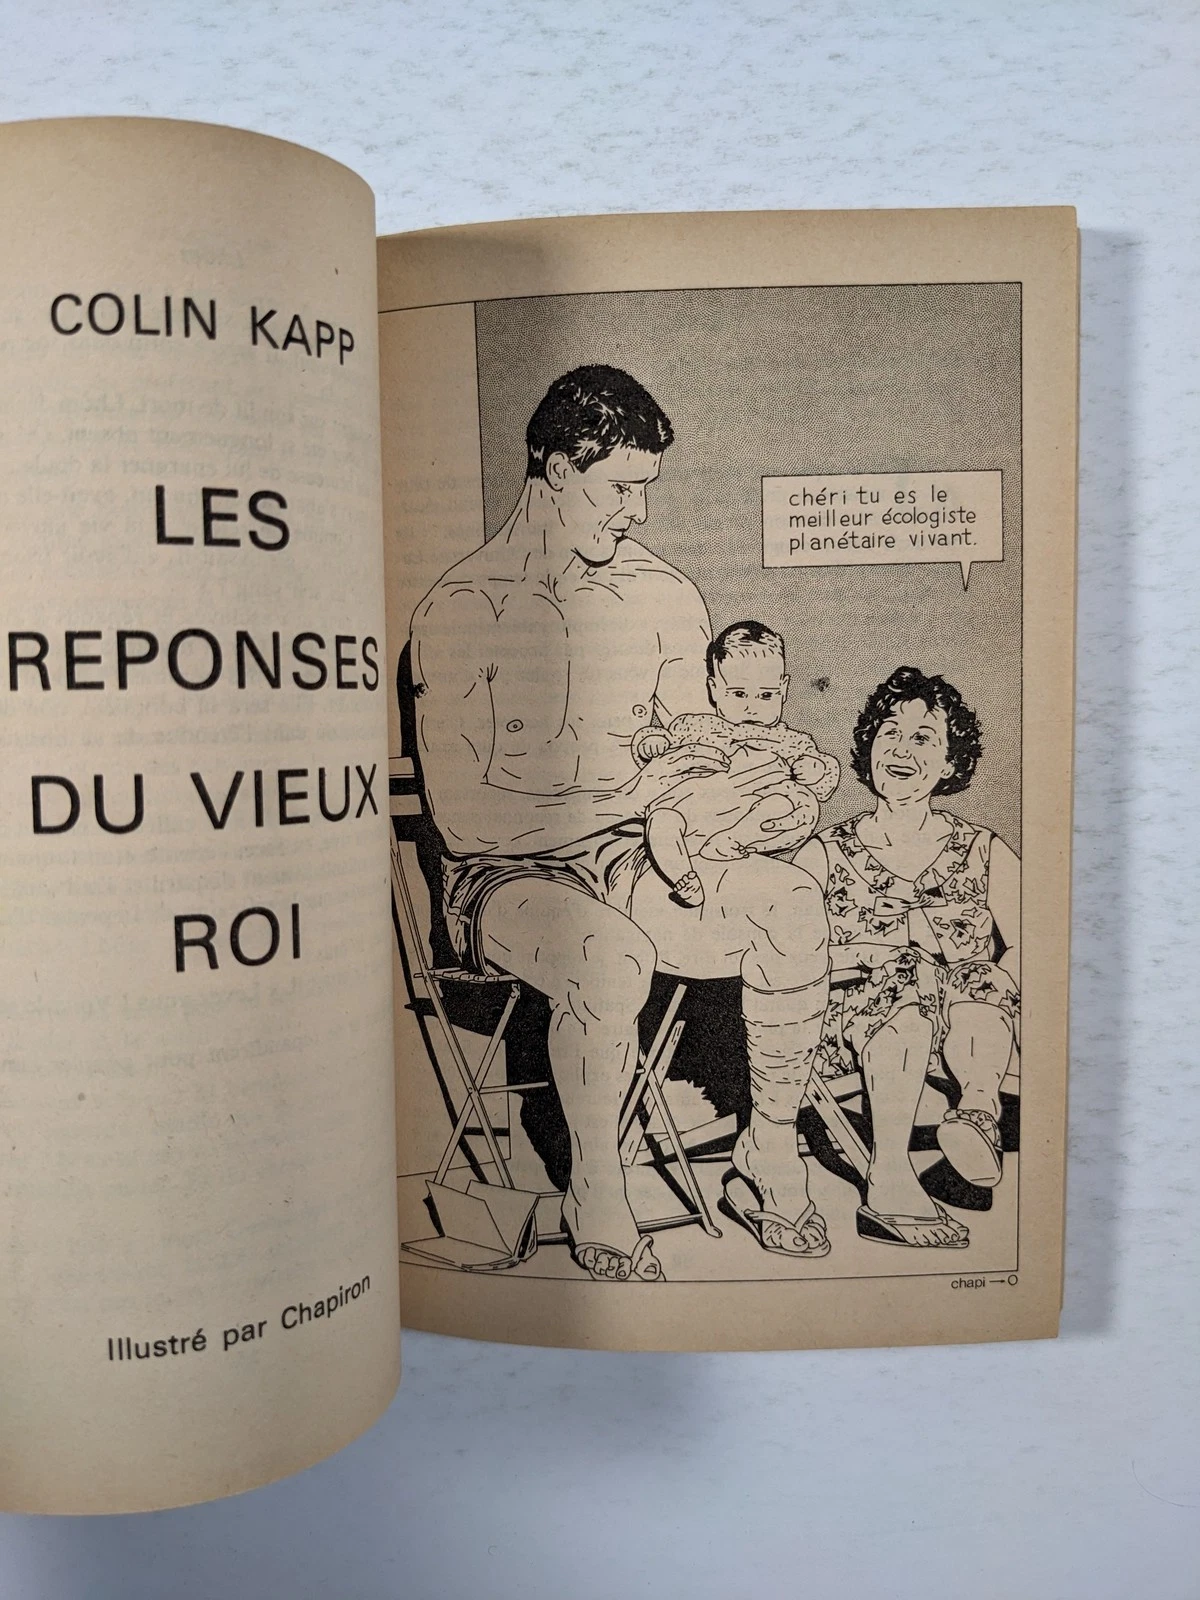 COLIN KAPP
LES
REPONSES
DU VIEUX
ROI
Illustré par Chapiron
chéri tu es le
meilleur écologiste
planétaire vivant.
chapi → O